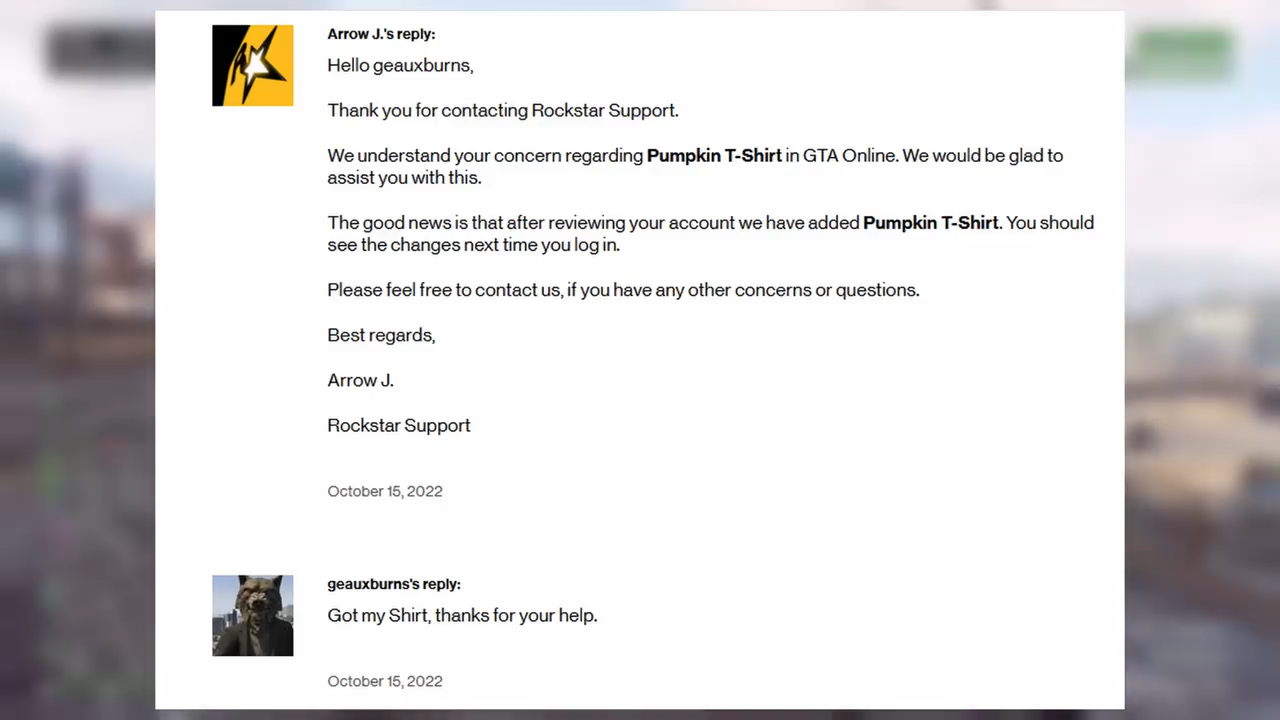 Arrow J.'s reply:
Hello geauxburns,
Thank you for contacting Rockstar Support.
We understand your concern regarding Pumpkin T-Shirt in GTA Online. We would be glad to
assist you with this.
The good news is that after reviewing your account we have added Pumpkin T-Shirt. You should
see the changes next time you log in.
Please feel free to contact us, if you have any other concerns or questions.
Best regards,
Arrow J.
Rockstar Support
October 15, 2022
geauxburns's reply:
Got my Shirt, thanks for your help.
October 15, 2022